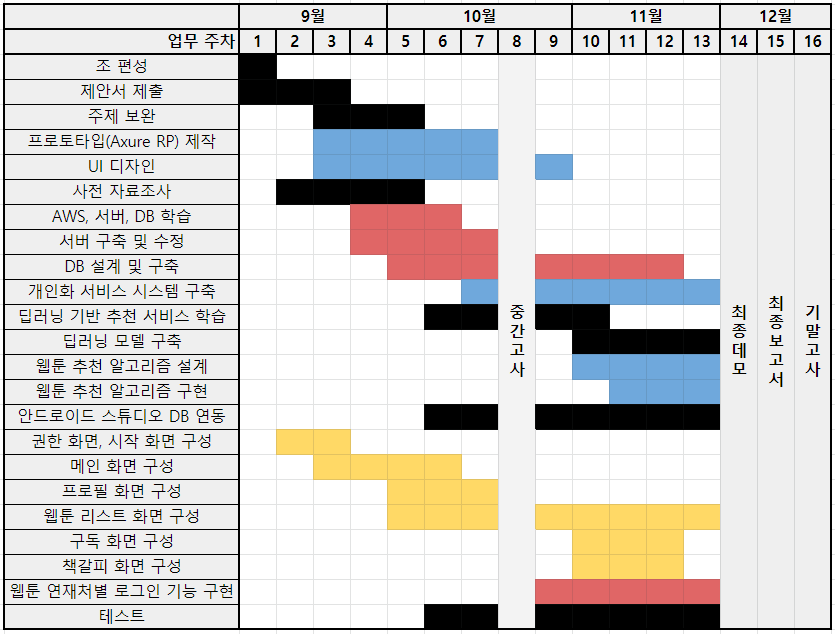 9월 10월 11월 12월
업무 주차 1 2 3 4 5 6 7 8 9 10 11 12 13 14 15 16
조 편성
제안서 제출
주제 보완
프로토타입(Axure RP) 제작
UI 디자인
사전 자료조사
AWS, 서버, DB 학습
서버 구축 및 수정
DB 설계 및 구축
개인화 서비스 시스템 구축
딥러닝 기반 추천 서비스 학습
딥러닝 모델 구축
웹툰 추천 알고리즘 설계
웹툰 추천 알고리즘 구현
안드로이드 스튜디오 DB 연동
권한 화면, 시작 화면 구성
메인 화면 구성
프로필 화면 구성
웹툰 리스트 화면 구성
구독 화면 구성
책갈피 화면 구성
웹툰 연재처별 로그인 기능 구현
테스트
중간고사
최종데모
최종보고서
기말고사